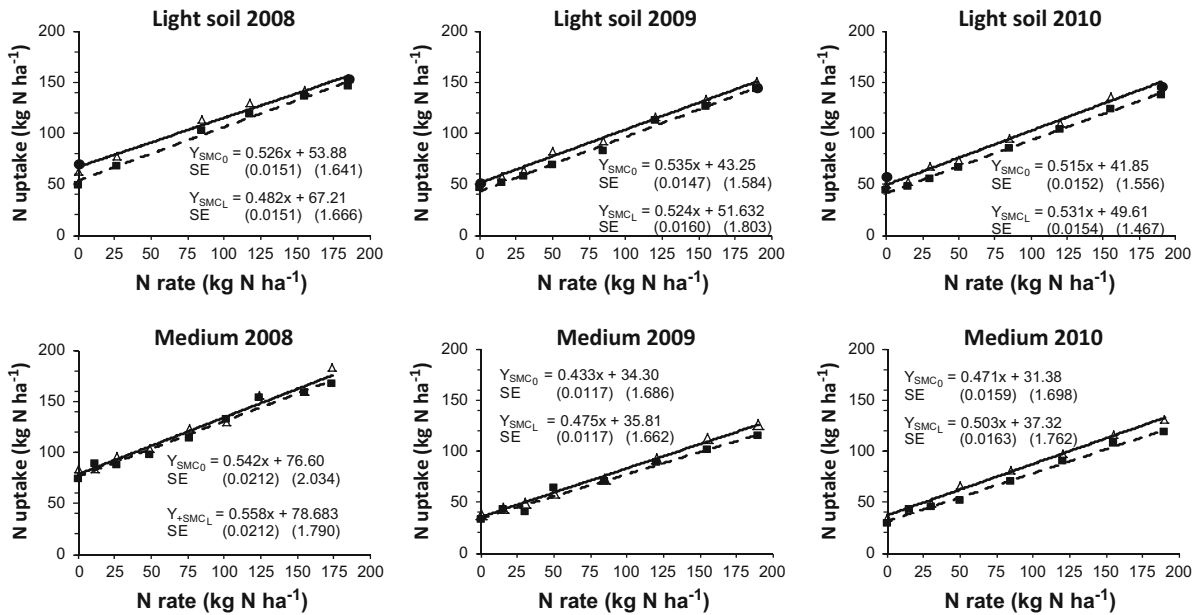 Light soil 2008
N uptake (kg N ha-1)
200
150
100
50
0
YSMC0 = 0.526x + 53.88
SE (0.0151) (1.641)
YSMCL = 0.482x + 67.21
SE (0.0151) (1.666)
0 25 50 75 100 125 150 175 200
N rate (kg N ha-1)
Light soil 2009
N uptake (kg N ha-1)
200
150
100
50
0
YSMC0 = 0.535x + 43.25
SE (0.0147) (1.584)
YSMCL = 0.524x + 51.632
SE (0.0160) (1.803)
0 25 50 75 100 125 150 175 200
N rate (kg N ha-1)
Light soil 2010
N uptake (kg N ha-1)
200
150
100
50
0
YSMC0 = 0.515x + 41.85
SE (0.0152) (1.556)
YSMCL = 0.531x + 49.61
SE (0.0154) (1.467)
0 25 50 75 100 125 150 175 200
N rate (kg N ha-1)
Medium 2008
N uptake (kg N ha-1)
200
150
100
50
0
YSMC0 = 0.542x + 76.60
SE (0.0212) (2.034)
Y+SMCL = 0.558x + 78.683
SE (0.0212) (1.790)
0 25 50 75 100 125 150 175 200
N rate (kg N ha-1)
Medium 2009
N uptake (kg N ha-1)
200
150
100
50
0
YSMC0 = 0.433x + 34.30
SE (0.0117) (1.686)
YSMCL = 0.475x + 35.81
SE (0.0117) (1.662)
0 25 50 75 100 125 150 175 200
N rate (kg N ha-1)
Medium 2010
N uptake (kg N ha-1)
200
150
100
50
0
YSMC0 = 0.471x + 31.38
SE (0.0159) (1.698)
YSMCL = 0.503x + 37.32
SE (0.0163) (1.762)
0 25 50 75 100 125 150 175 200
N rate (kg N ha-1)